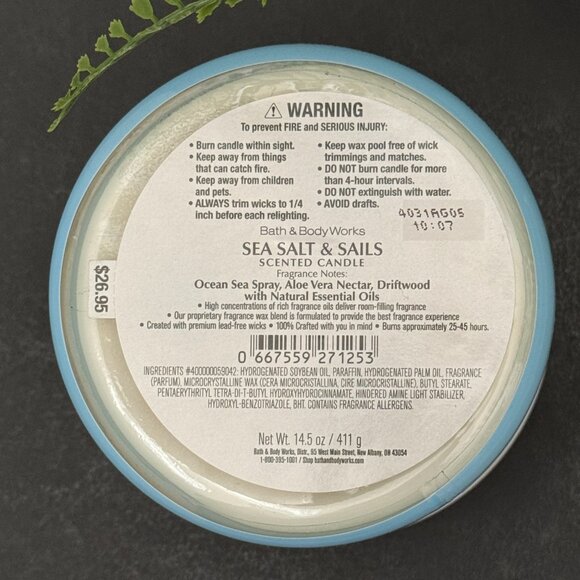 ⚠ WARNING
To prevent FIRE and SERIOUS INJURY:
• Burn candle within sight.
• Keep away from things
that can catch fire.
• Keep away from children
and pets.
• ALWAYS trim wicks to 1/4
inch before each relighting.
• Keep wax pool free of wick
trimmings and matches.
• DO NOT burn candle for more
than 4-hour intervals.
• DO NOT extinguish with water.
• AVOID drafts.
4031AG05
10:07
Bath & Body Works
SEA SALT & SAILS
SCENTED CANDLE
Fragrance Notes:
Ocean Sea Spray, Aloe Vera Nectar, Driftwood
with Natural Essential Oils
• High concentrations of rich fragrance oils deliver room-filling fragrance
• Our proprietary fragrance wax blend is formulated to provide the best fragrance experience
• Created with premium lead-free wicks • 100% Crafted with you in mind • Burns approximately 25-45 hours.
$26.95
0 667559 271253
INGREDIENTS #400000059042: HYDROGENATED SOYBEAN OIL, PARAFFIN, HYDROGENATED PALM OIL, FRAGRANCE
(PARFUM), MICROCRYSTALLINE WAX (CERA MICROCRISTALLINA, CIRE MICROCRISTALLINE), BUTYL STEARATE,
PENTAERYTHRITYL TETRA-DI-T-BUTYL HYDROXYHYDROCINNAMATE, HINDERED AMINE LIGHT STABILIZER,
HYDROXYL-BENZOTRIAZOLE, BHT. CONTAINS FRAGRANCE ALLERGENS.
Net Wt. 14.5 oz / 411 g
Bath & Body Works, Distr., 95 West Main Street, New Albany, OH 43054
1-800-395-1001 / Shop bathandbodyworks.com